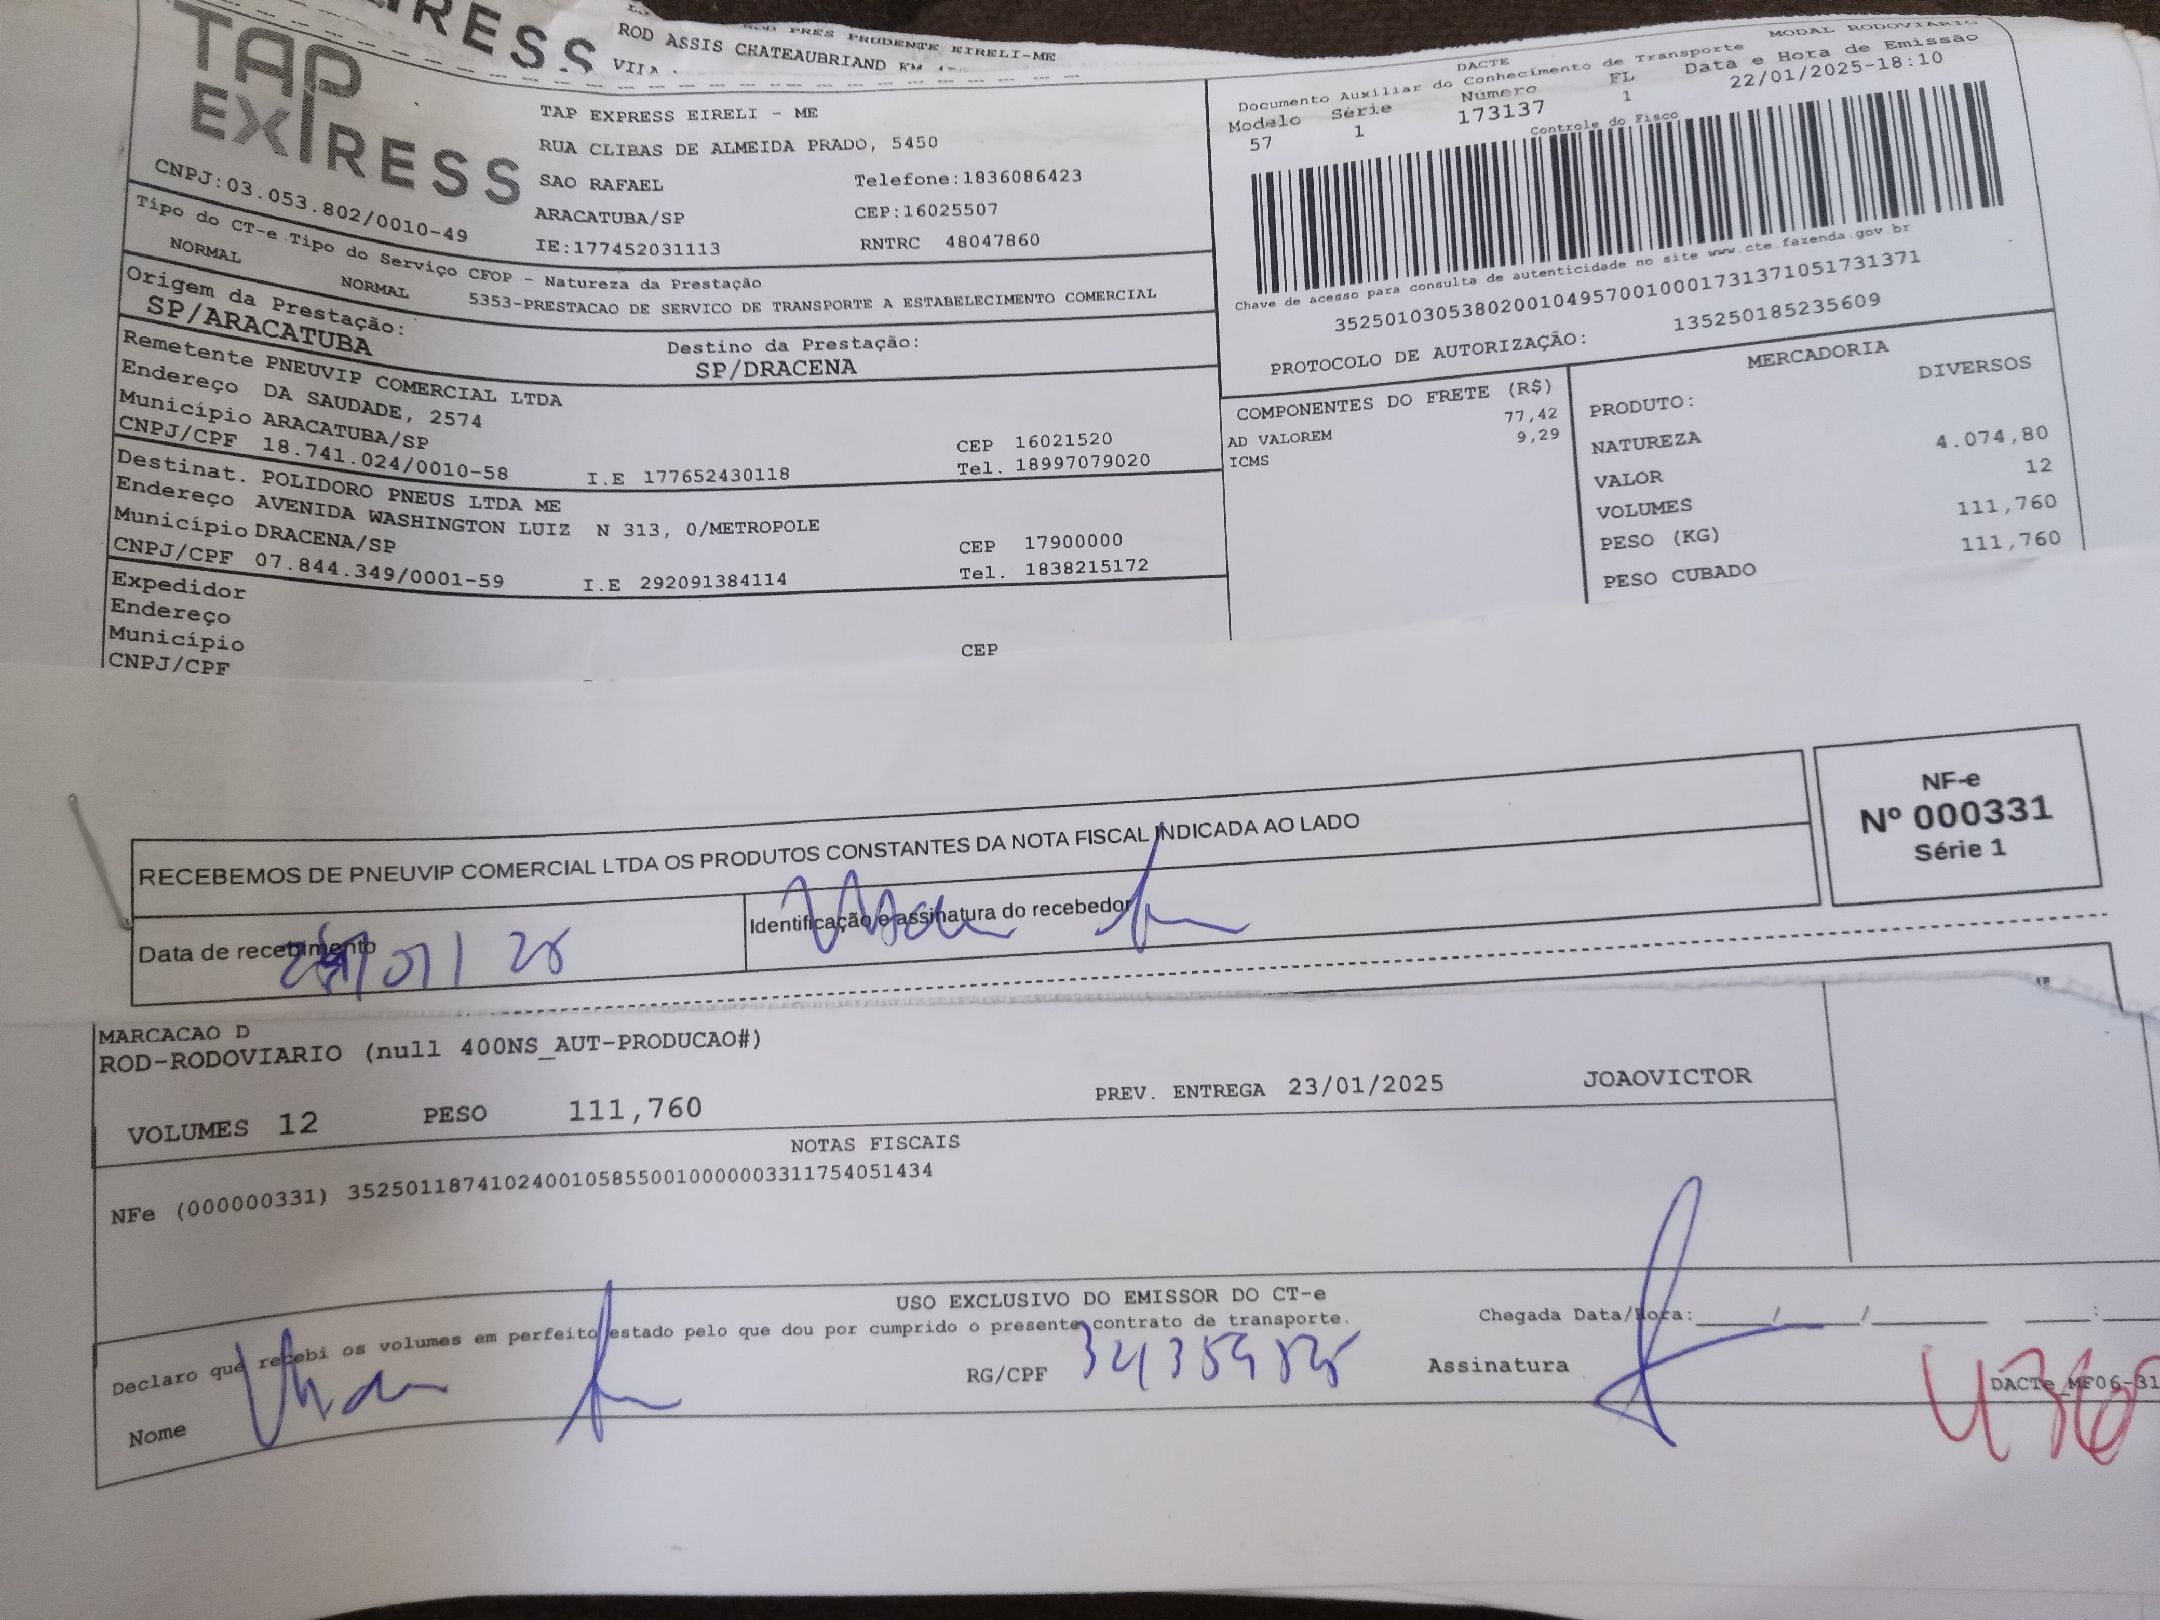 RESS
PRES PRUDENTE EIRELI-ME
ROD ASSIS CHATEAUBRIAND KM
VILA
TAP
EXPRESS
CNPJ:03.053.802/0010-49
TAP EXPRESS EIRELI - ME
RUA CLIBAS DE ALMEIDA PRADO, 5450
SAO RAFAEL Telefone:1836086423
ARACATUBA/SP CEP:16025507
IE:177452031113 RNTRC 48047860
DACTE MODAL RODOVIARIO
Documento Auxiliar do Conhecimento de Transporte Data e Hora de Emissão
Modelo Série Número FL 22/01/2025-18:10
57 1 173137 1
Controle do Fisco
Chave de acesso para consulta de autenticidade no site www.cte.fazenda.gov.br
35250103053802001049570010001731371051731371
PROTOCOLO DE AUTORIZAÇÃO: 135250185235609
Tipo do CT-e Tipo do Serviço CFOP - Natureza da Prestação
NORMAL NORMAL 5353-PRESTACAO DE SERVICO DE TRANSPORTE A ESTABELECIMENTO COMERCIAL
Origem da Prestação: Destino da Prestação:
SP/ARACATUBA SP/DRACENA
Remetente PNEUVIP COMERCIAL LTDA
Endereço DA SAUDADE, 2574
Município ARACATUBA/SP CEP 16021520
CNPJ/CPF 18.741.024/0010-58 I.E 177652430118 Tel. 18997079020
Destinat. POLIDORO PNEUS LTDA ME
Endereço AVENIDA WASHINGTON LUIZ N 313, 0/METROPOLE
Município DRACENA/SP CEP 17900000
CNPJ/CPF 07.844.349/0001-59 I.E 292091384114 Tel. 1838215172
Expedidor
Endereço
Município CEP
CNPJ/CPF
COMPONENTES DO FRETE (R$)
77,42
AD VALOREM 9,29
ICMS
MERCADORIA
PRODUTO: DIVERSOS
NATUREZA
VALOR 4.074,80
VOLUMES 12
PESO (KG) 111,760
PESO CUBADO 111,760
RECEBEMOS DE PNEUVIP COMERCIAL LTDA OS PRODUTOS CONSTANTES DA NOTA FISCAL INDICADA AO LADO
NF-e
Nº 000331
Série 1
Data de recebimento Identificação e assinatura do recebedor
MARCACAO D
ROD-RODOVIARIO (null 400NS_AUT-PRODUCAO#)
VOLUMES 12 PESO 111,760 PREV. ENTREGA 23/01/2025 JOAOVICTOR
NOTAS FISCAIS
NFe (000000331) 35250118741024001058550010000003311754051434
USO EXCLUSIVO DO EMISSOR DO CT-e
Declaro que recebi os volumes em perfeito estado pelo que dou por cumprido o presente contrato de transporte. Chegada Data/Hora:____/____/____ ____:
Nome RG/CPF Assinatura
DACTe_MF06-31